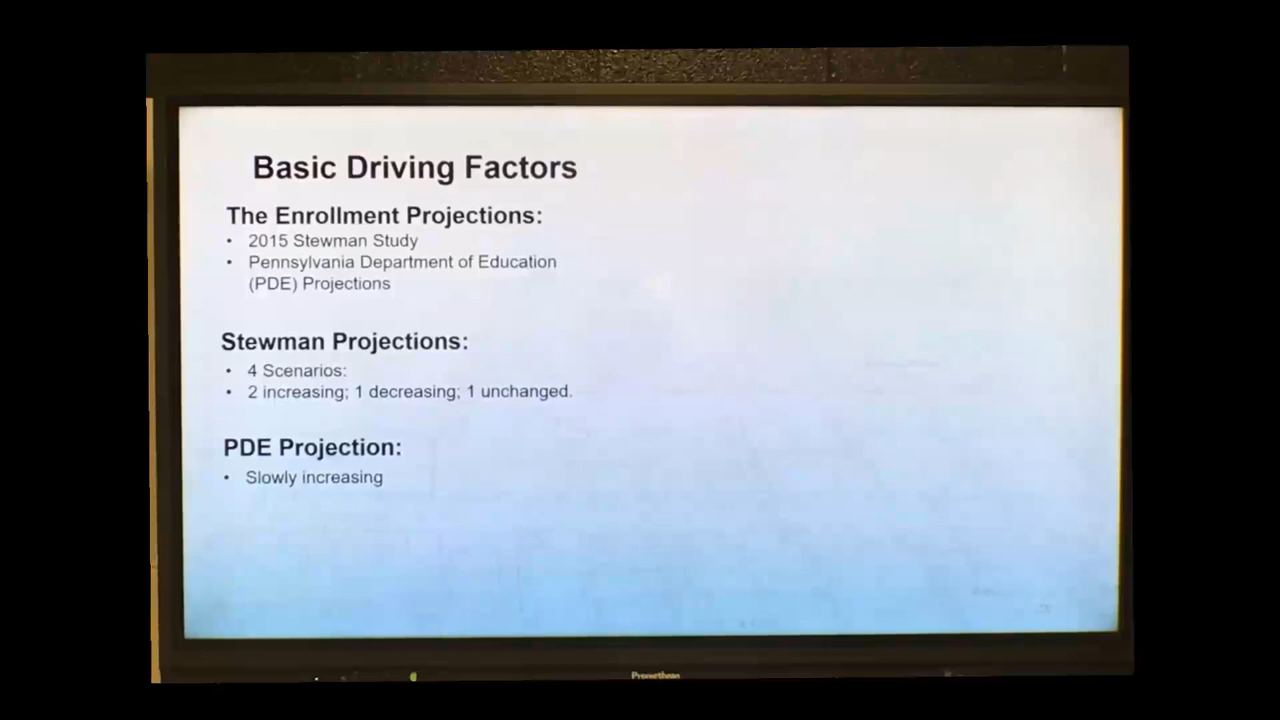 Basic Driving Factors
The Enrollment Projections:
• 2015 Stewman Study
• Pennsylvania Department of Education
(PDE) Projections
Stewman Projections:
• 4 Scenarios:
• 2 increasing; 1 decreasing; 1 unchanged.
PDE Projection:
• Slowly increasing
Promethean